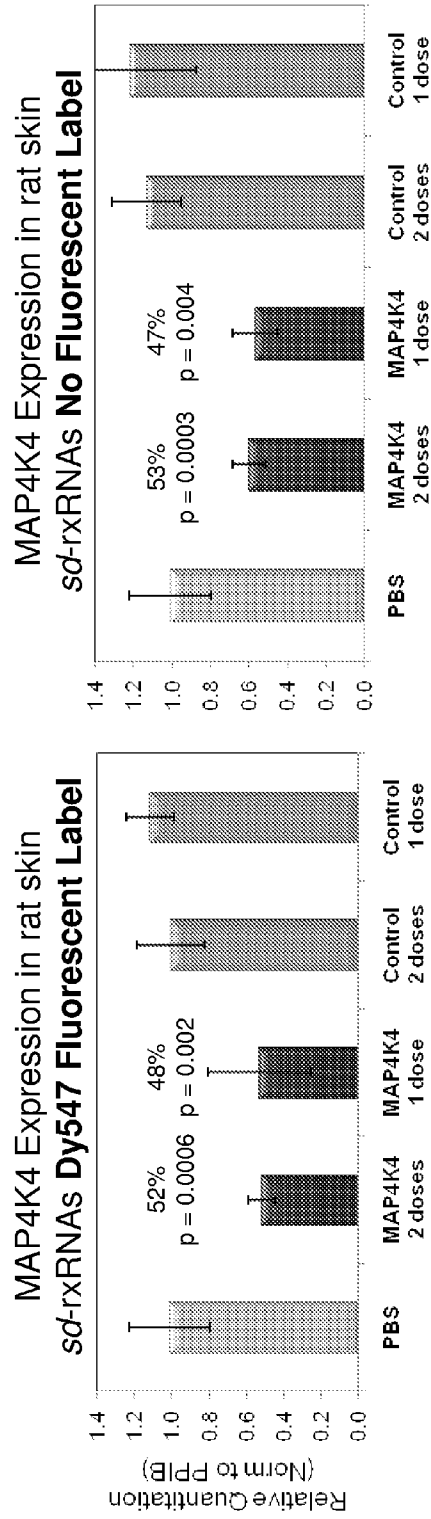 MAP4K4 Expression in rat skin
sd-rxRNAs Dy547 Fluorescent Label
Relative Quantitation
(Norm to PPIB)
1.4
1.2
1.0
0.8
0.6
0.4
0.2
0.0
52%
p = 0.0006
48%
p = 0.002
PBS
MAP4K4
2 doses
MAP4K4
1 dose
Control
2 doses
Control
1 dose
MAP4K4 Expression in rat skin
sd-rxRNAs No Fluorescent Label
1.4
1.2
1.0
0.8
0.6
0.4
0.2
0.0
53%
p = 0.0003
47%
p = 0.004
PBS
MAP4K4
2 doses
MAP4K4
1 dose
Control
2 doses
Control
1 dose